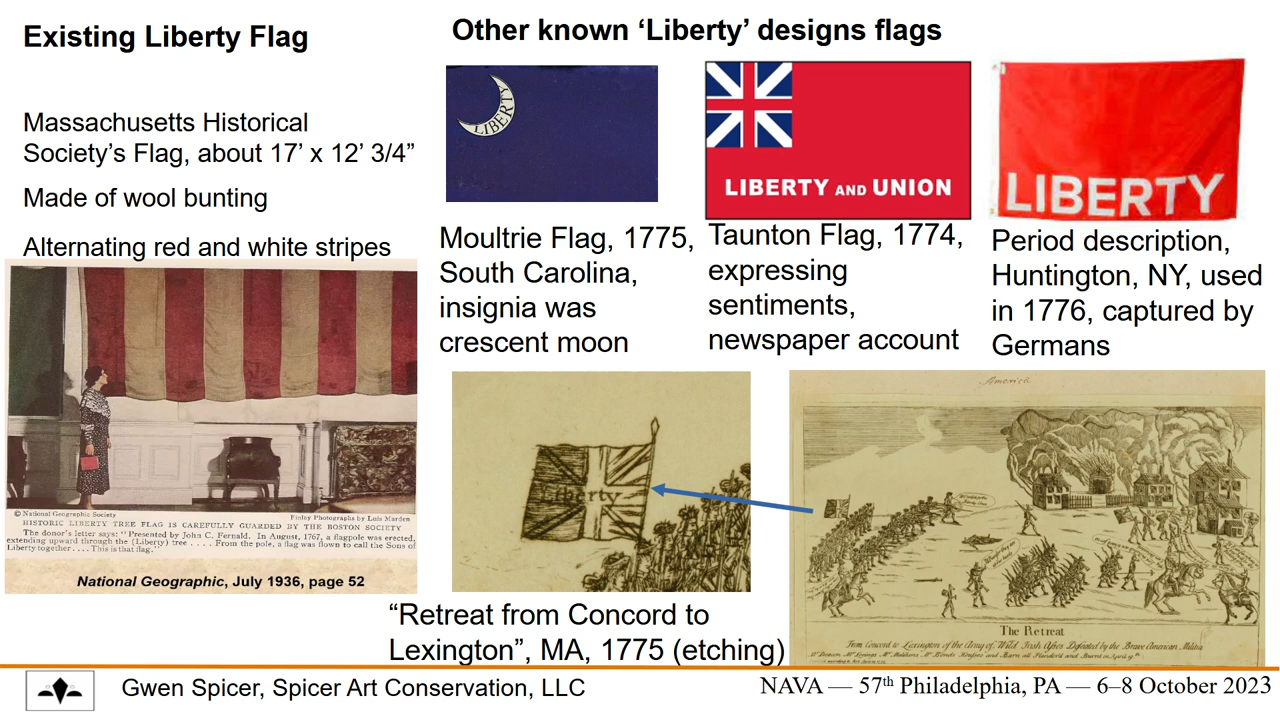 Existing Liberty Flag
Massachusetts Historical
Society’s Flag, about 17’ x 12’ 3/4”
Made of wool bunting
Alternating red and white stripes
© National Geographic Society
Finlay Photographs by Luis Marden
HISTORIC LIBERTY TREE FLAG IS CAREFULLY GUARDED BY THE BOSTON SOCIETY
The donor's letter says: "Presented by John C. Fernald. In August, 1767, a flagpole was erected,
extending upward through the (Liberty) tree . . . . From the pole, a flag was flown to call the Sons of
Liberty together . . . . This is that flag."
National Geographic, July 1936, page 52
Other known ‘Liberty’ designs flags
LIBERTY
Moultrie Flag, 1775,
South Carolina,
insignia was
crescent moon
LIBERTY AND UNION
Taunton Flag, 1774,
expressing
sentiments,
newspaper account
LIBERTY
Period description,
Huntington, NY, used
in 1776, captured by
Germans
Liberty
“Retreat from Concord to
Lexington”, MA, 1775 (etching)
America
The Retreat
From Concord to Lexington of the Army of Wild Irish Asses Defeated by the Brave American Militia
Gwen Spicer, Spicer Art Conservation, LLC
NAVA — 57th Philadelphia, PA — 6–8 October 2023